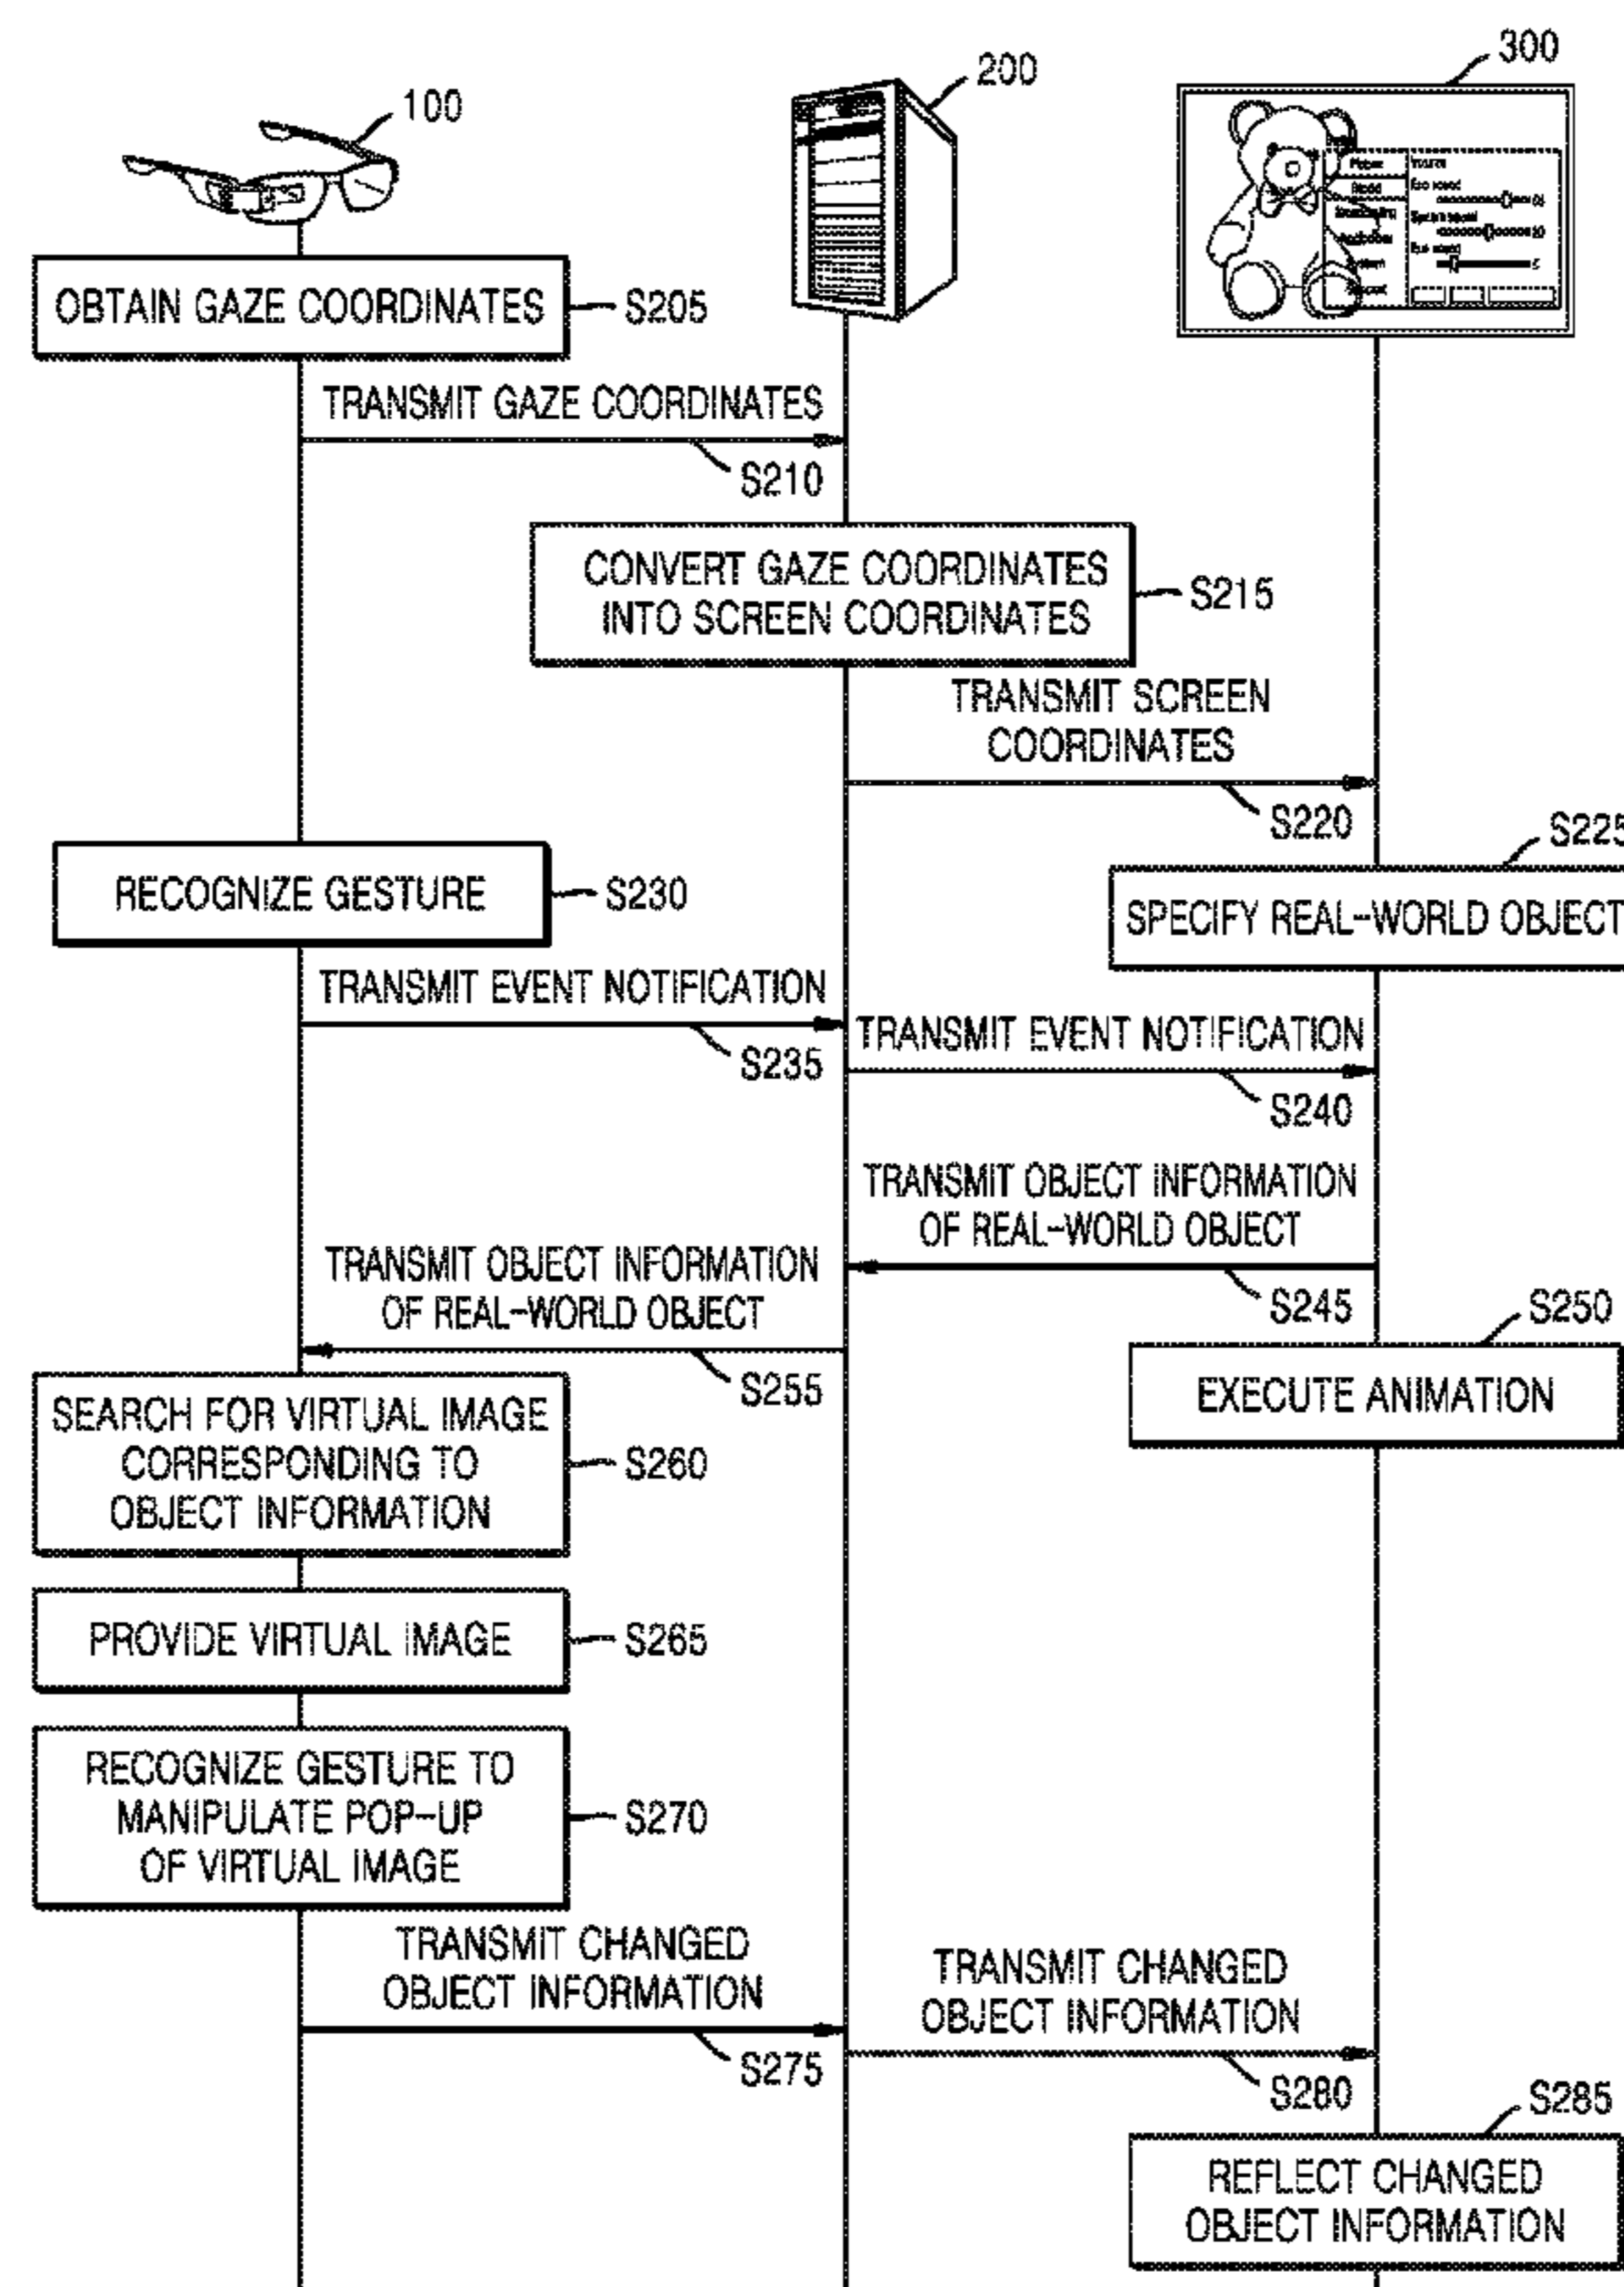 100
200
300
OBTAIN GAZE COORDINATES
S205
TRANSMIT GAZE COORDINATES
S210
CONVERT GAZE COORDINATES
INTO SCREEN COORDINATES
S215
TRANSMIT SCREEN
COORDINATES
S220
S225
RECOGNIZE GESTURE
S230
SPECIFY REAL-WORLD OBJECT
TRANSMIT EVENT NOTIFICATION
S235
TRANSMIT EVENT NOTIFICATION
S240
TRANSMIT OBJECT INFORMATION
OF REAL-WORLD OBJECT
S245
TRANSMIT OBJECT INFORMATION
OF REAL-WORLD OBJECT
S255
S250
EXECUTE ANIMATION
SEARCH FOR VIRTUAL IMAGE
CORRESPONDING TO
OBJECT INFORMATION
S260
PROVIDE VIRTUAL IMAGE
S265
RECOGNIZE GESTURE TO
MANIPULATE POP-UP
OF VIRTUAL IMAGE
S270
TRANSMIT CHANGED
OBJECT INFORMATION
S275
TRANSMIT CHANGED
OBJECT INFORMATION
S280
S285
REFLECT CHANGED
OBJECT INFORMATION